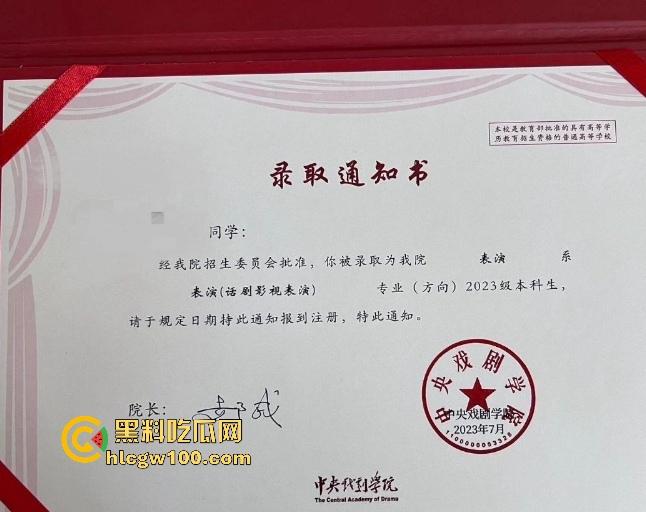 本校是教育部批准的具有高等学
历教育招生资格的普通高等学校
录取通知书
同学：
经我院招生委员会批准，你被录取为我院 表演 系
表演(话剧影视表演) 专业（方向）2023级本科生，
请于规定日期持此通知报到注册，特此通知。
院长：
中央戏剧学院
中央戏剧学院
2023年7月
1100000053328
黑料吃瓜网
hlcgw100.com
中央戏剧学院
The Central Academy of Drama